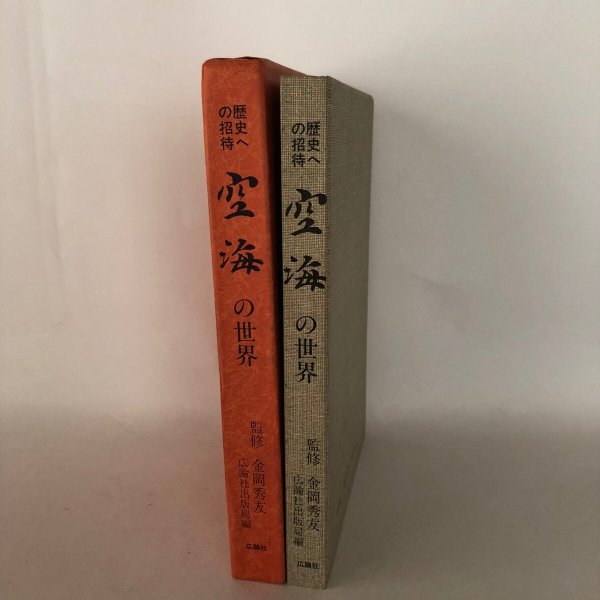 歴史へ
の招待
空海
の世界
監修 金岡秀友
広論社出版局編
広論社
歴史へ
の招待
空海
の世界
監修 金岡秀友
広論社出版局編
広論社